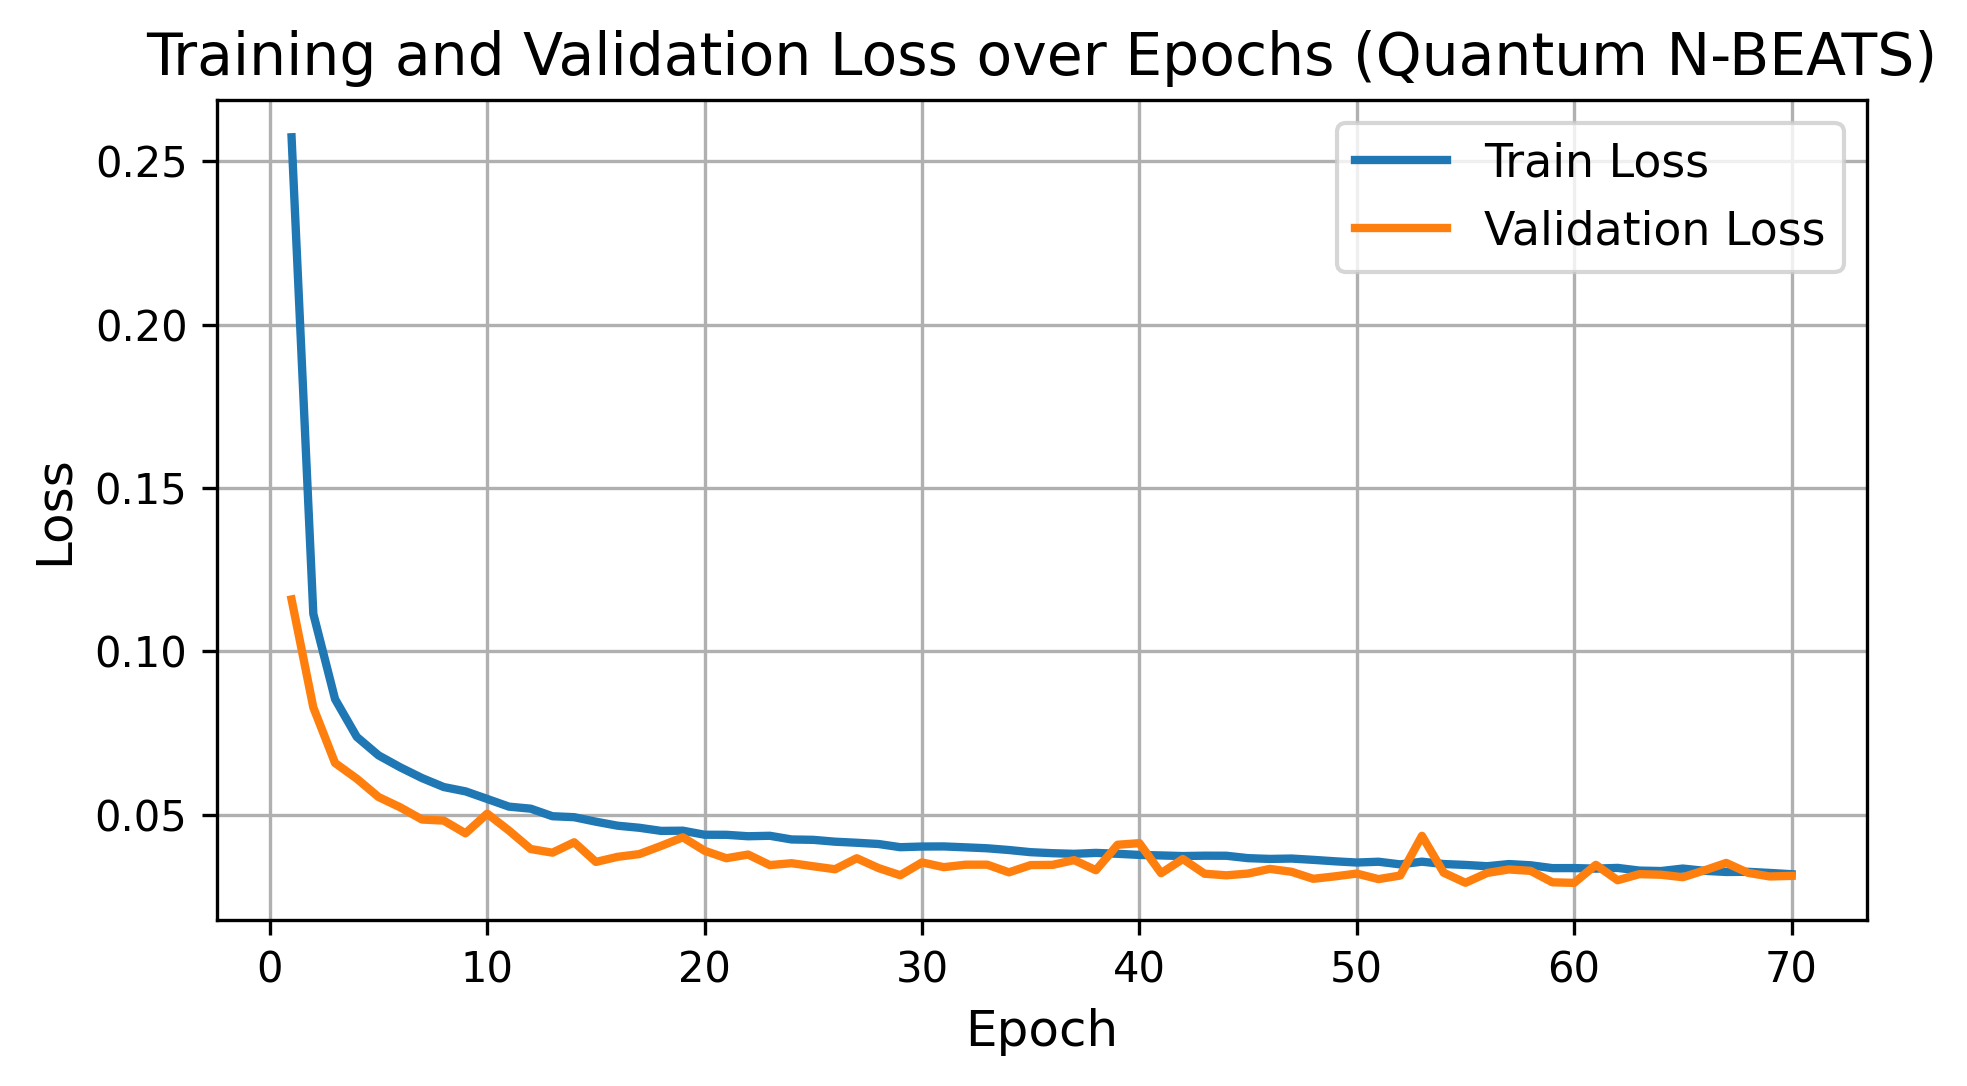 Training and Validation Loss over Epochs (Quantum N-BEATS)
Train Loss
Validation Loss
Loss
0.25
0.20
0.15
0.10
0.05
0 10 20 30 40 50 60 70
Epoch